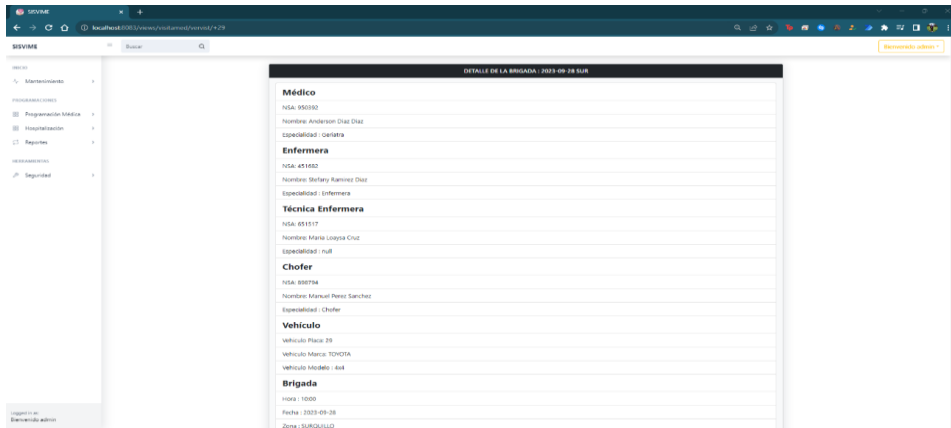 SISVIME
localhost:8083/views/visitamed/vervist/+29
SISVIME
Buscar
Bienvenido admin
INICIO
Mantenimiento
PROGRAMACIONES
Programación Médica
Hospitalización
Reportes
HERRAMIENTAS
Seguridad
Logged in as:
Bienvenido admin
DETALLE DE LA BRIGADA : 2023-09-28 SUR
Médico
NSA: 950392
Nombre: Anderson Diaz Diaz
Especialidad : Geriatra
Enfermera
NSA: 451682
Nombre: Stefany Ramirez Diaz
Especialidad : Enfermera
Técnica Enfermera
NSA: 651517
Nombre: Maria Loaysa Cruz
Especialidad : null
Chofer
NSA: 888794
Nombre: Manuel Perez Sanchez
Especialidad : Chofer
Vehículo
Vehiculo Placa: 29
Vehiculo Marca: TOYOTA
Vehiculo Modelo : 4x4
Brigada
Hora : 10:00
Fecha : 2023-09-28
Zona : SURQUILLO